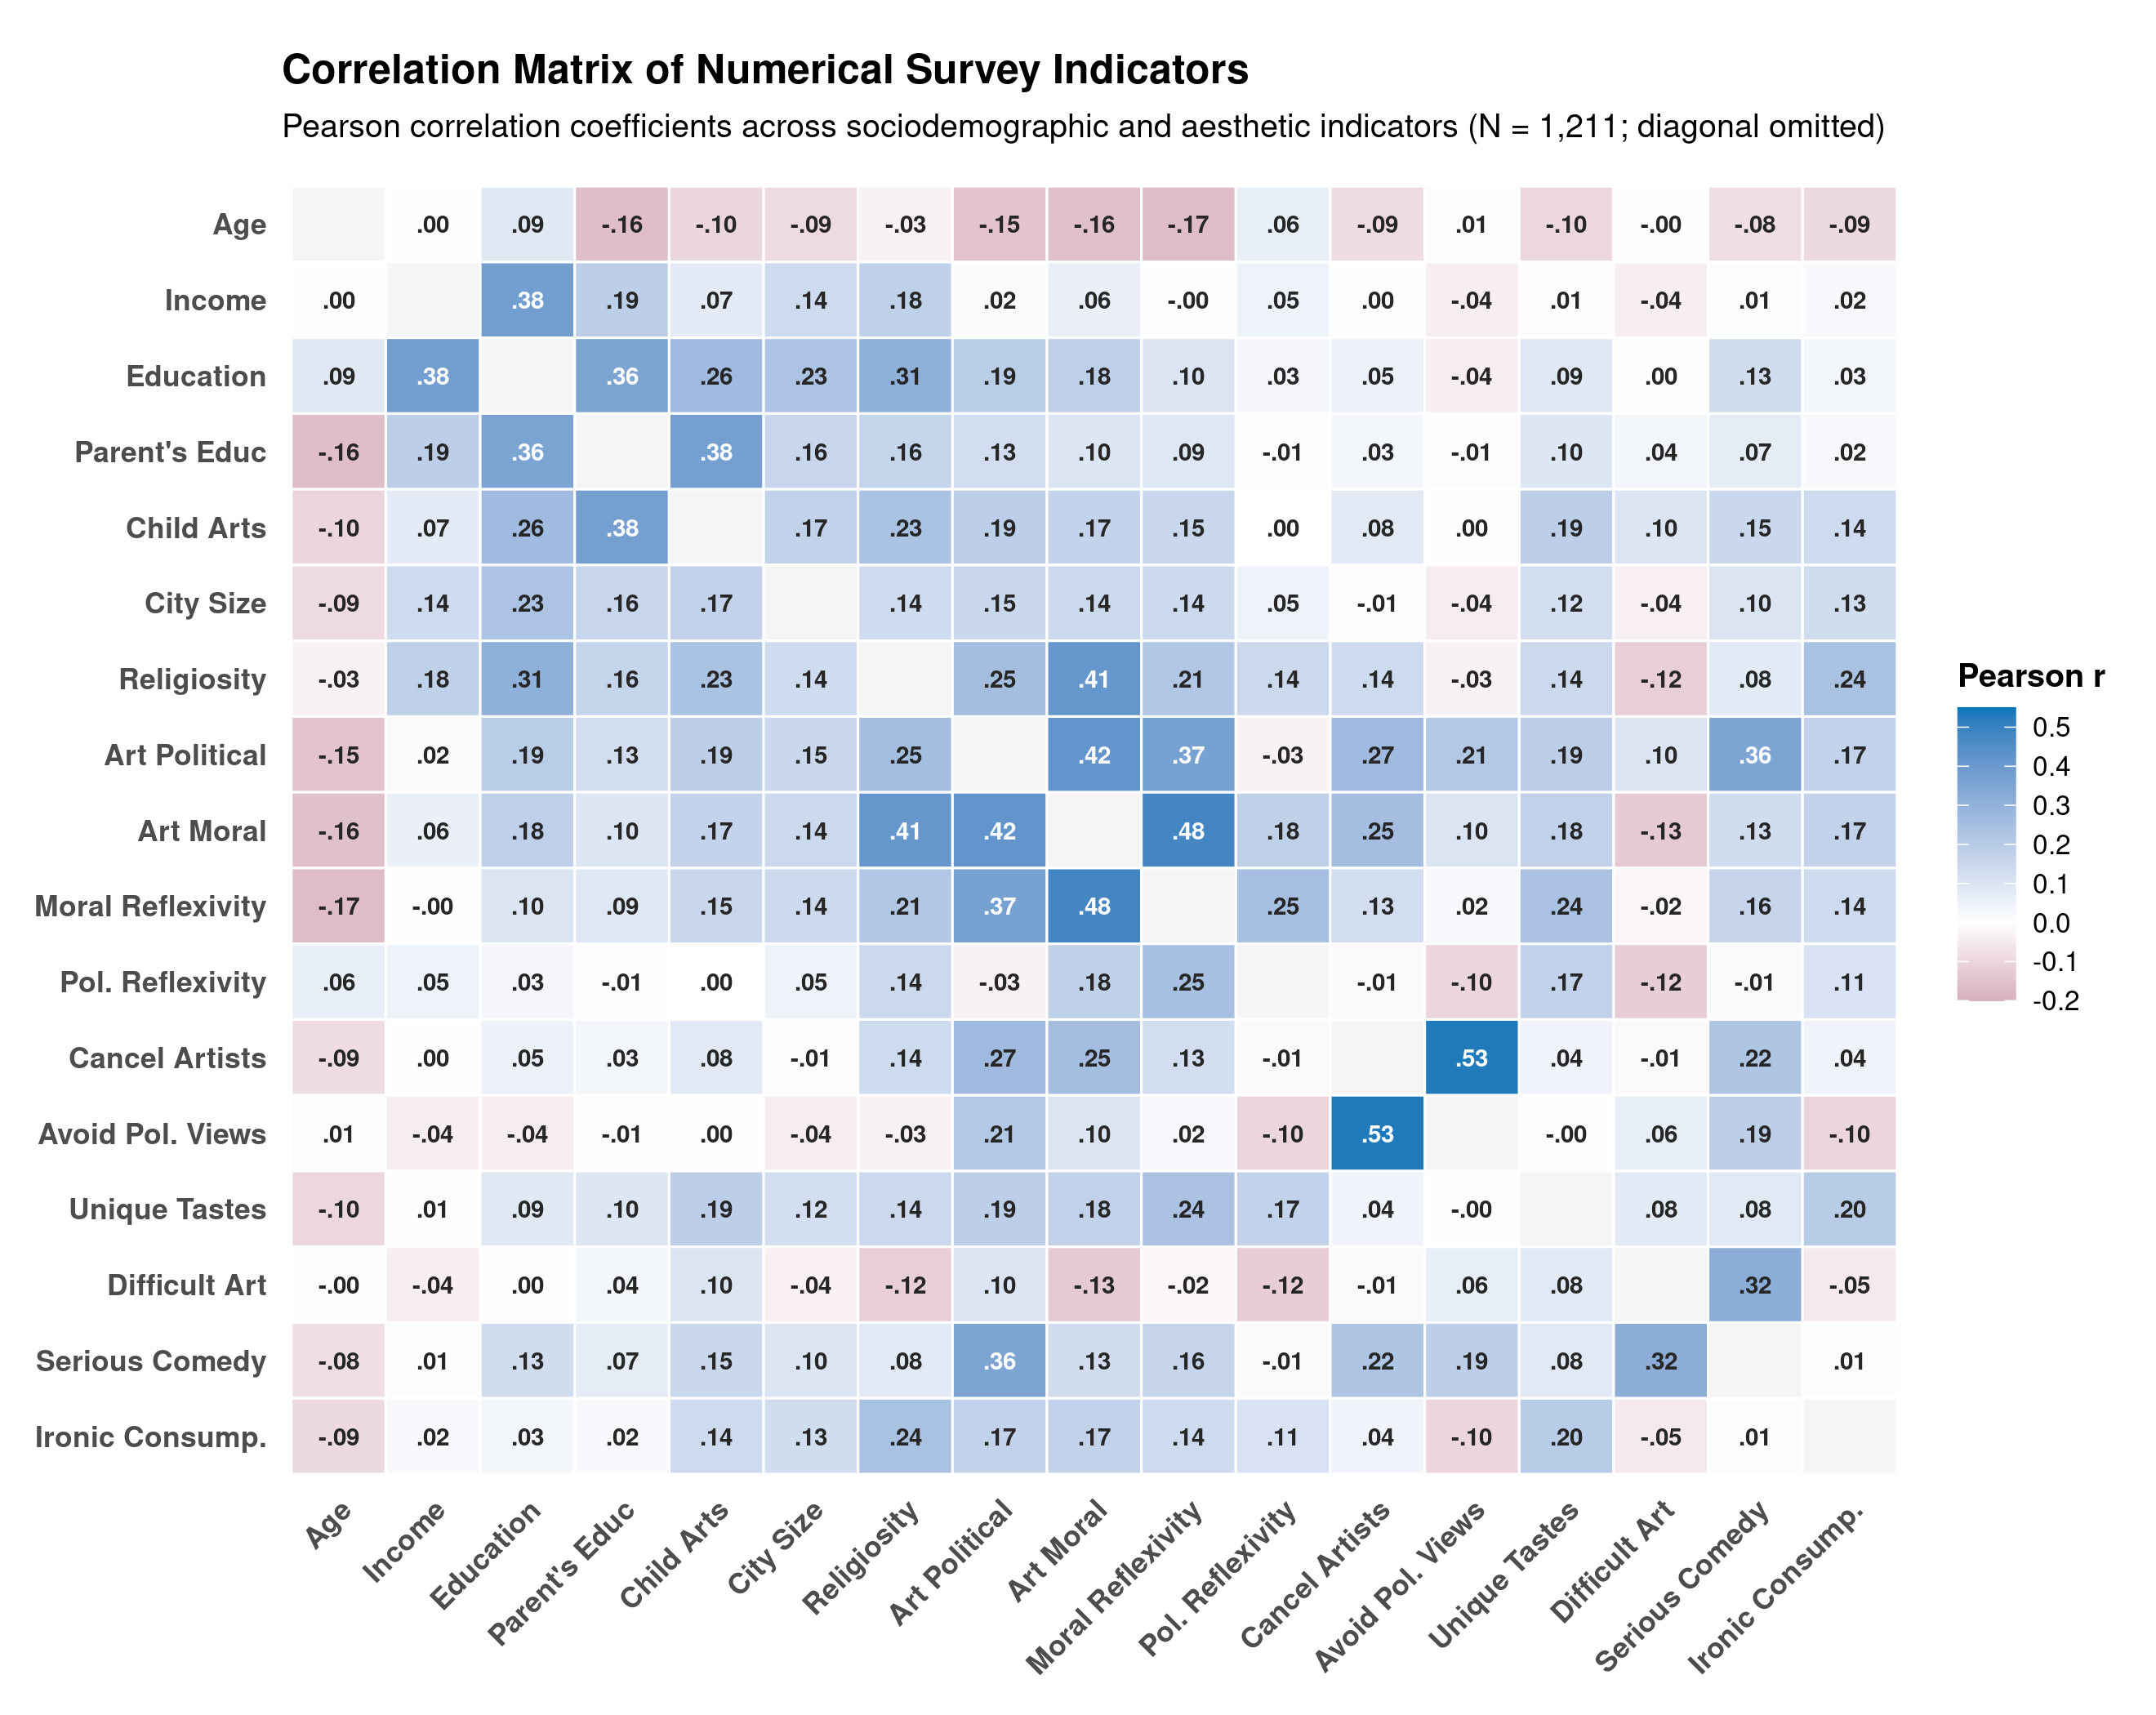 Correlation Matrix of Numerical Survey Indicators
Pearson correlation coefficients across sociodemographic and aesthetic indicators (N = 1,211; diagonal omitted)
Age .00 .09 -.16 -.10 -.09 -.03 -.15 -.16 -.17 .06 -.09 .01 -.10 -.00 -.08 -.09
Income .00 .38 .19 .07 .14 .18 .02 .06 -.00 .05 .00 -.04 .01 -.04 .01 .02
Education .09 .38 .36 .26 .23 .31 .19 .18 .10 .03 .05 -.04 .09 .00 .13 .03
Parent's Educ -.16 .19 .36 .38 .16 .16 .13 .10 .09 -.01 .03 -.01 .10 .04 .07 .02
Child Arts -.10 .07 .26 .38 .17 .23 .19 .17 .15 .00 .08 .00 .19 .10 .15 .14
City Size -.09 .14 .23 .16 .17 .14 .15 .14 .14 .05 -.01 -.04 .12 -.04 .10 .13
Religiosity -.03 .18 .31 .16 .23 .14 .25 .41 .21 .14 .14 -.03 .14 -.12 .08 .24
Art Political -.15 .02 .19 .13 .19 .15 .25 .42 .37 -.03 .27 .21 .19 .10 .36 .17
Art Moral -.16 .06 .18 .10 .17 .14 .41 .42 .48 .18 .25 .10 .18 -.13 .13 .17
Moral Reflexivity -.17 -.00 .10 .09 .15 .14 .21 .37 .48 .25 .13 .02 .24 -.02 .16 .14
Pol. Reflexivity .06 .05 .03 -.01 .00 .05 .14 -.03 .18 .25 -.01 -.10 .17 -.12 -.01 .11
Cancel Artists -.09 .00 .05 .03 .08 -.01 .14 .27 .25 .13 -.01 .53 .04 -.01 .22 .04
Avoid Pol. Views .01 -.04 -.04 -.01 .00 -.04 -.03 .21 .10 .02 -.10 .53 -.00 .06 .19 -.10
Unique Tastes -.10 .01 .09 .10 .19 .12 .14 .19 .18 .24 .17 .04 -.00 .08 .08 .20
Difficult Art -.00 -.04 .00 .04 .10 -.04 -.12 .10 -.13 -.02 -.12 -.01 .06 .08 .32 -.05
Serious Comedy -.08 .01 .13 .07 .15 .10 .08 .36 .13 .16 -.01 .22 .19 .08 .32 .01
Ironic Consump. -.09 .02 .03 .02 .14 .13 .24 .17 .17 .14 .11 .04 -.10 .20 -.05 .01
Age Income Education Parent's Educ Child Arts City Size Religiosity Art Political Art Moral Moral Reflexivity Pol. Reflexivity Cancel Artists Avoid Pol. Views Unique Tastes Difficult Art Serious Comedy Ironic Consump.
Pearson r
0.5
0.4
0.3
0.2
0.1
0.0
-0.1
-0.2